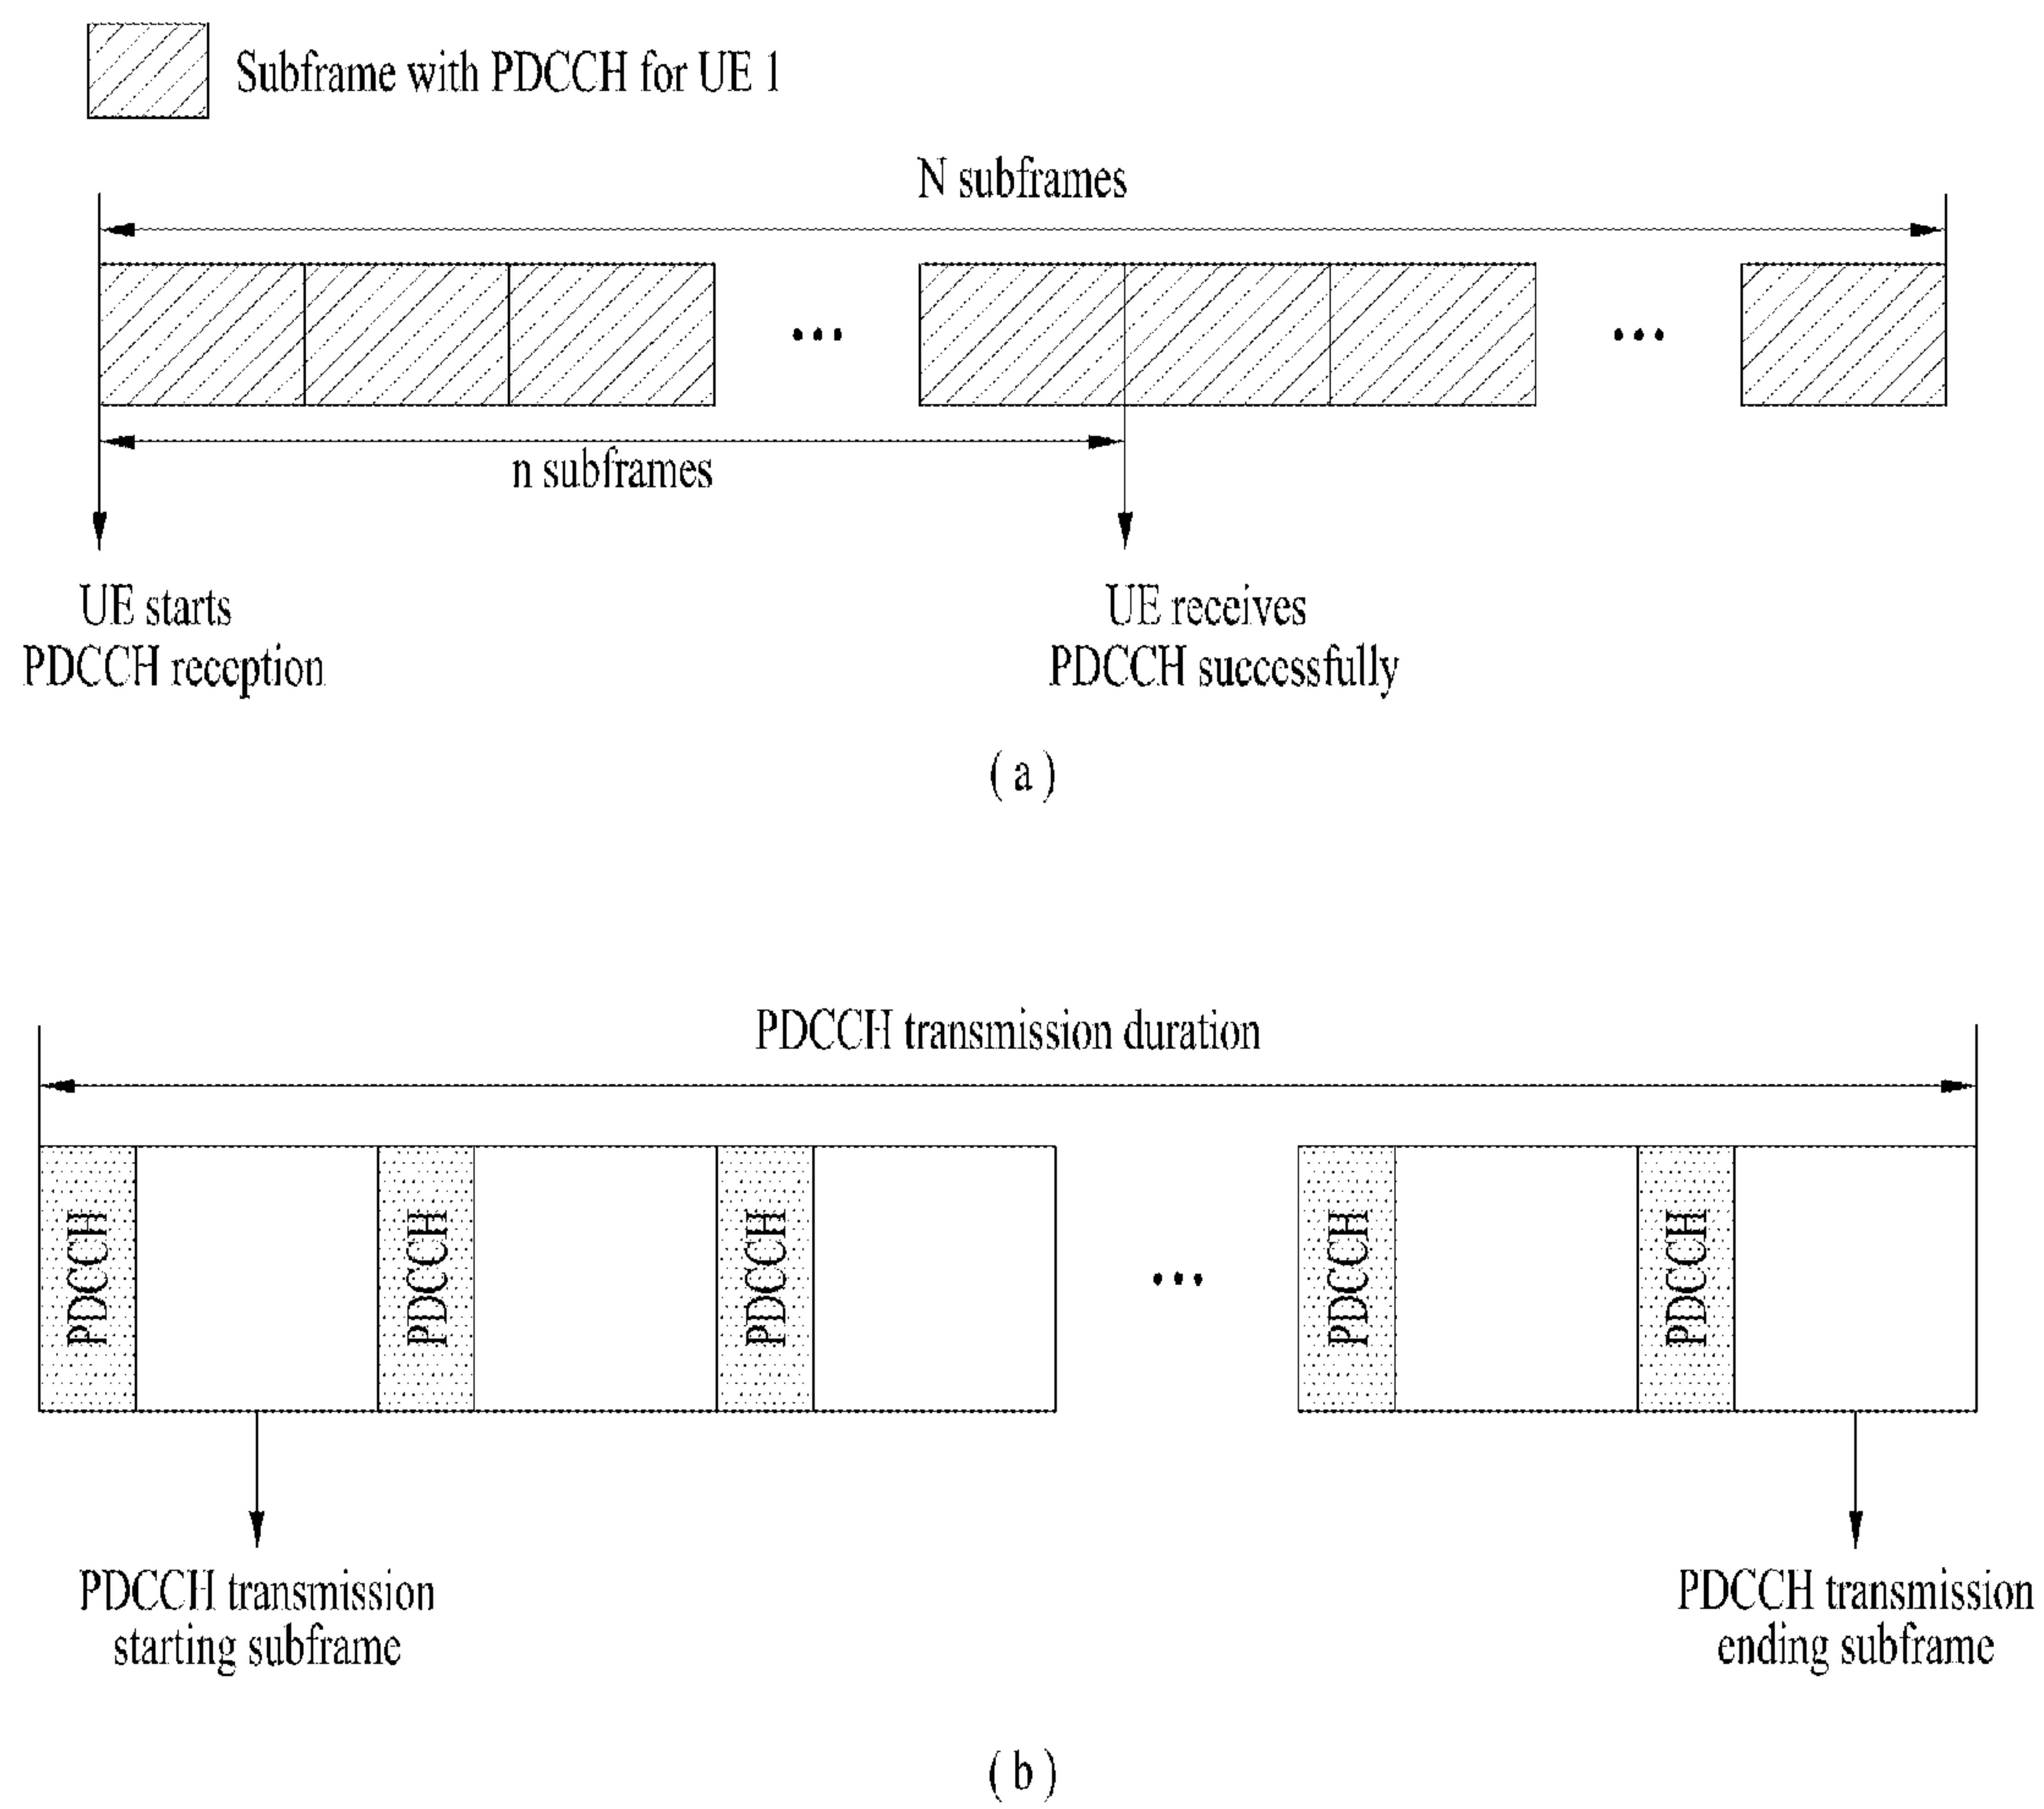 Subframe with PDCCH for UE 1
N subframes
...
...
n subframes
UE starts
PDCCH reception
UE receives
PDCCH successfully
( a )
PDCCH transmission duration
PDCCH
PDCCH
PDCCH
...
PDCCH
PDCCH
PDCCH transmission
starting subframe
PDCCH transmission
ending subframe
( b )